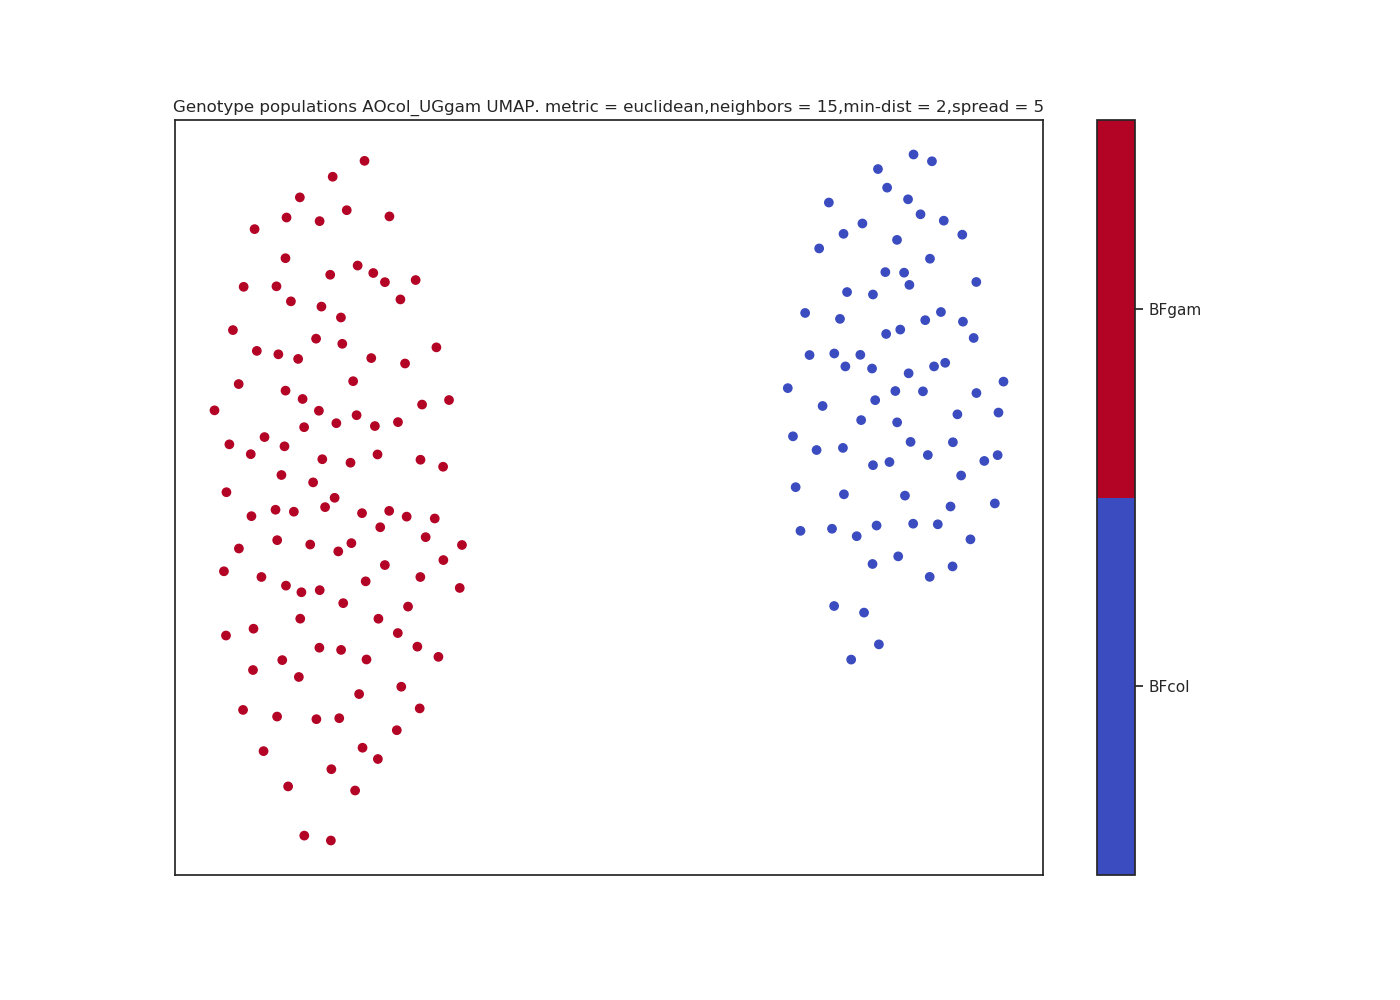 Genotype populations AOcol_UGgam UMAP. metric = euclidean,neighbors = 15,min-dist = 2,spread = 5
BFgam
BFcol